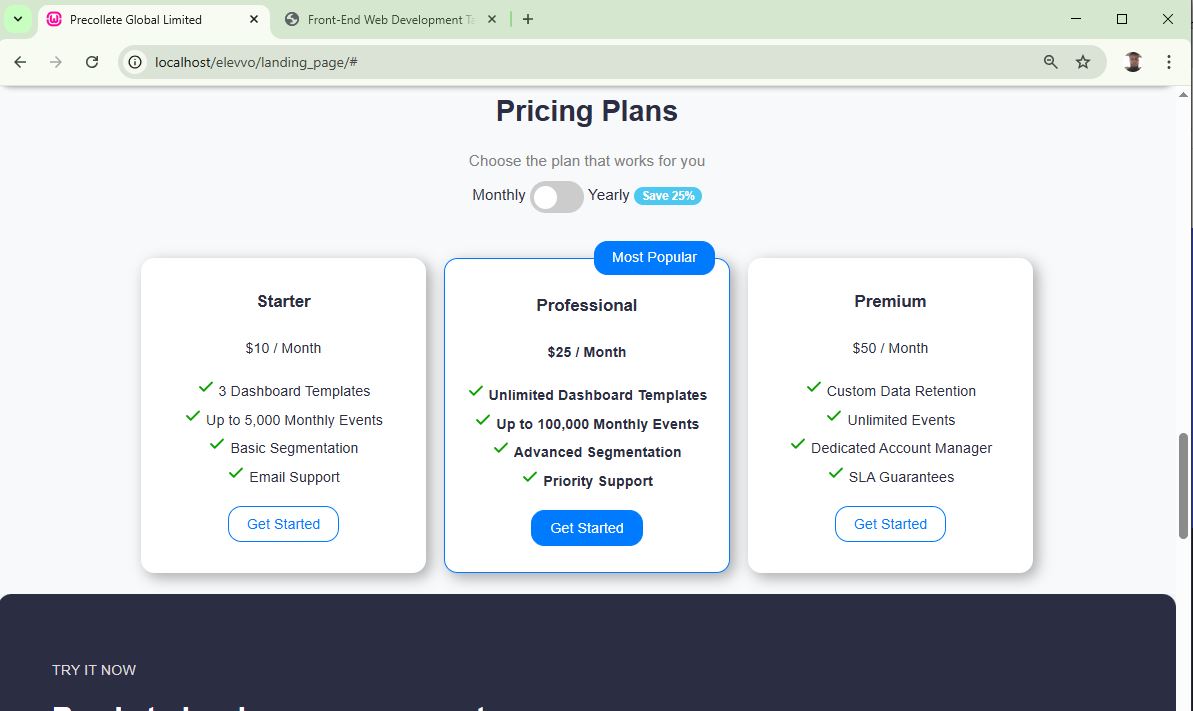 Precollete Global Limited
Front-End Web Development
localhost/elevvo/landing_page/#
Pricing Plans
Choose the plan that works for you
Monthly Yearly Save 25%
Most Popular
Starter
$10 / Month
3 Dashboard Templates
Up to 5,000 Monthly Events
Basic Segmentation
Email Support
Get Started
Professional
$25 / Month
Unlimited Dashboard Templates
Up to 100,000 Monthly Events
Advanced Segmentation
Priority Support
Get Started
Premium
$50 / Month
Custom Data Retention
Unlimited Events
Dedicated Account Manager
SLA Guarantees
Get Started
TRY IT NOW